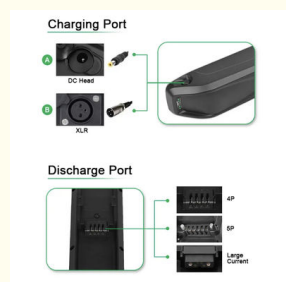 Charging Port
A
DC Head
B
XLR
Discharge Port
4P
5P
Large
Current